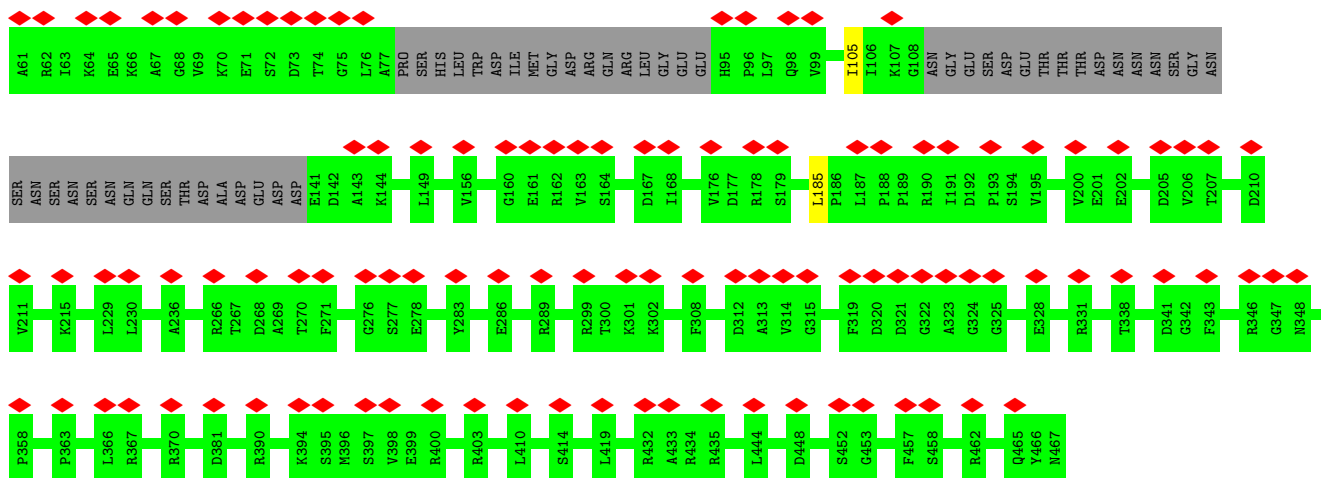 A61 R62 I63 K64 E65 K66 A67 G68 V69 K70 E71 S72 D73 T74 G75 L76 A77 PRO SER HIS LEU TRP ASP ILE MET GLY ASP ARG GLN ARG LEU GLY GLU GLU H95 P96 L97 Q98 V99 I105 I106 K107 G108 ASN GLY GLU SER ASP GLU THR THR THR ASP ASN ASN ASN SER GLY ASN
SER ASN SER ASN SER ASN GLN GLN SER THR ASP ALA ASP GLU ASP ASP E141 D142 A143 K144 L149 V156 G160 E161 R162 V163 S164 D167 I168 V176 D177 R178 S179 L185 P186 L187 P188 P189 R190 I191 D192 P193 S194 V195 V200 E201 E202 D205 V206 T207 D210
V211 K215 L229 L230 A236 R266 T267 D268 A269 T270 F271 G276 S277 E278 V283 E286 R289 R299 T300 K301 K302 F308 D312 A313 V314 G315 F319 D320 D321 G322 A323 G324 G325 E328 R331 T338 D341 G342 F343 R346 G347 N348
P358 P363 L366 R367 R370 D381 R390 K394 S395 M396 S397 V398 E399 R400 R403 L410 S414 L419 R432 A433 R434 R435 L444 D448 S452 G453 F457 S458 R462 Q465 Y466 N467